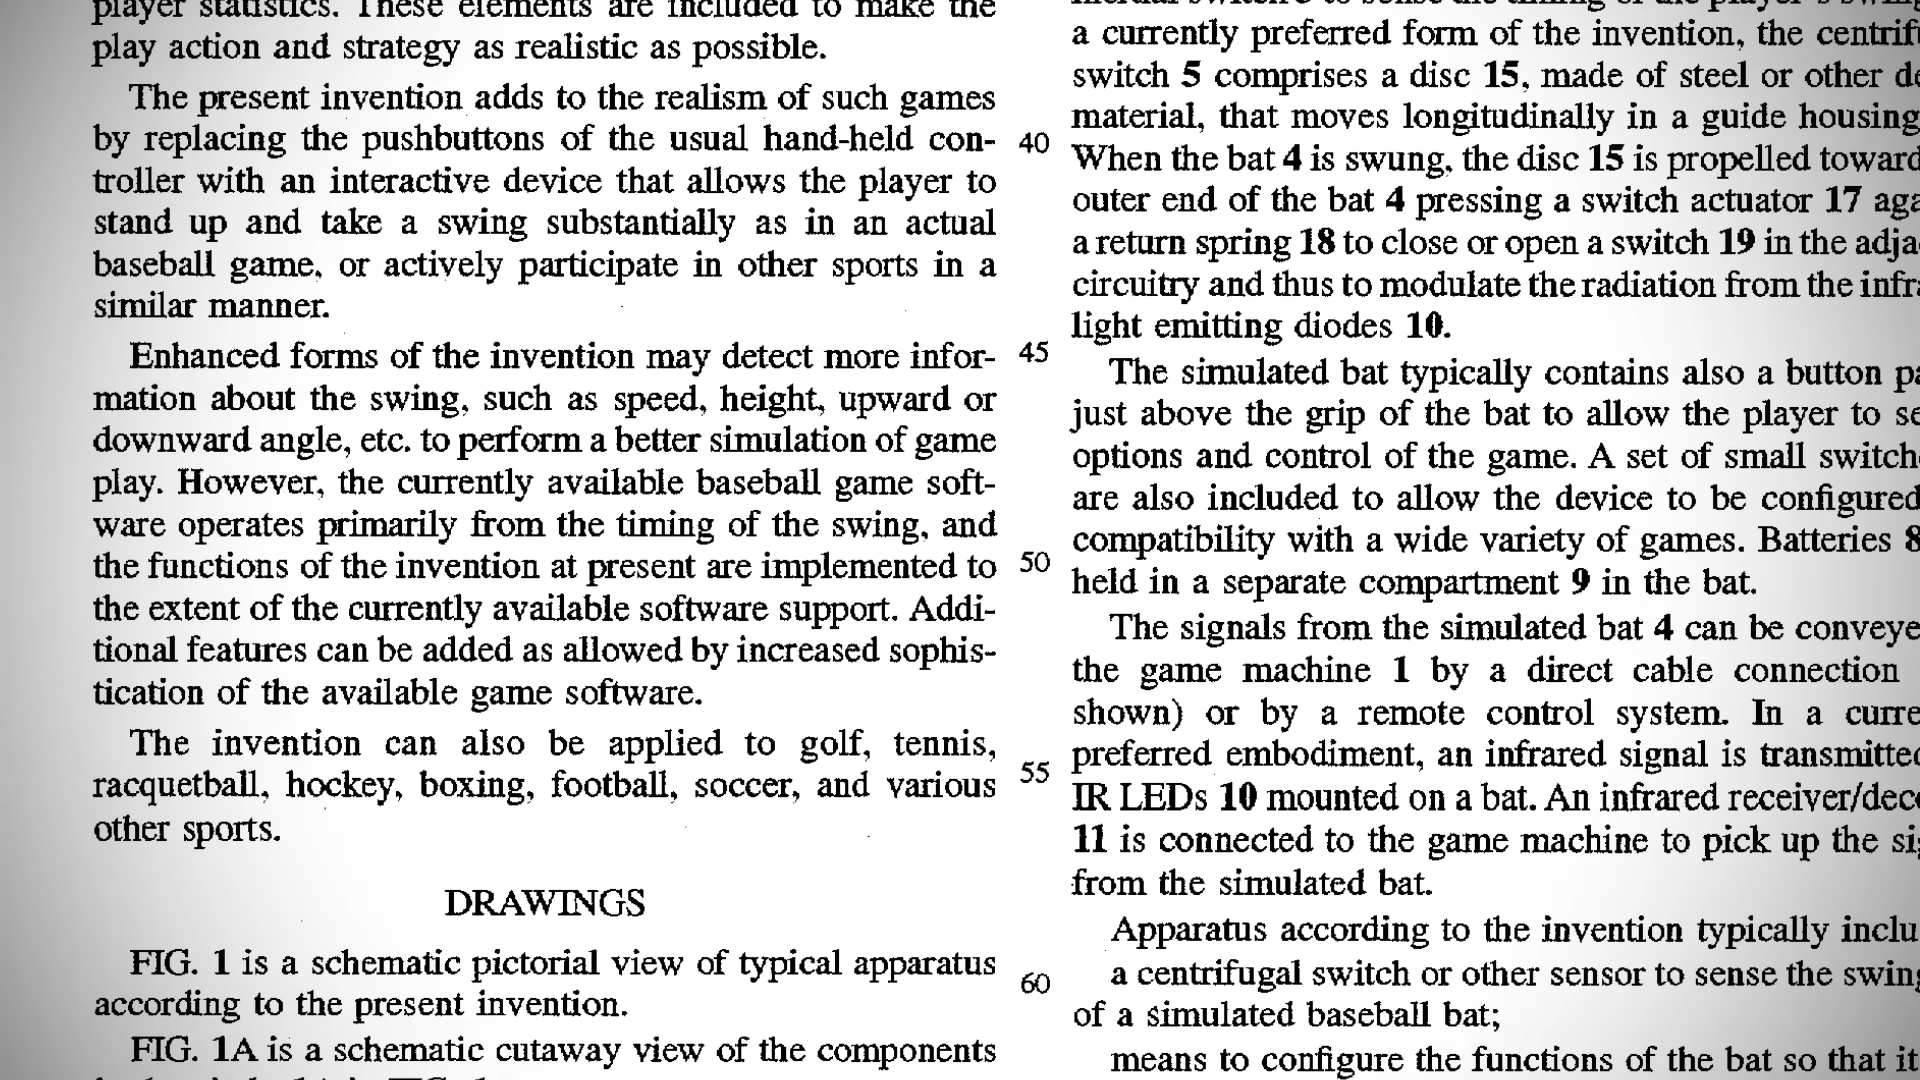 player statistics. These elements are included to make the
play action and strategy as realistic as possible.
The present invention adds to the realism of such games
by replacing the pushbuttons of the usual hand-held con-
troller with an interactive device that allows the player to
stand up and take a swing substantially as in an actual
baseball game, or actively participate in other sports in a
similar manner.
Enhanced forms of the invention may detect more infor-
mation about the swing, such as speed, height, upward or
downward angle, etc. to perform a better simulation of game
play. However, the currently available baseball game soft-
ware operates primarily from the timing of the swing, and
the functions of the invention at present are implemented to
the extent of the currently available software support. Addi-
tional features can be added as allowed by increased sophis-
tication of the available game software.
The invention can also be applied to golf, tennis,
racquetball, hockey, boxing, football, soccer, and various
other sports.
DRAWINGS
FIG. 1 is a schematic pictorial view of typical apparatus
according to the present invention.
FIG. 1A is a schematic cutaway view of the components
40
45
50
55
60
a currently preferred form of the invention, the
switch 5 comprises a disc 15, made of steel or other
material, that moves longitudinally in a guide housing
When the bat 4 is swung, the disc 15 is propelled toward
outer end of the bat 4 pressing a switch actuator 17
a return spring 18 to close or open a switch 19 in the
circuitry and thus to modulate the radiation from the
light emitting diodes 10.
The simulated bat typically contains also a button
just above the grip of the bat to allow the player to
options and control of the game. A set of small
are also included to allow the device to be configured
compatibility with a wide variety of games. Batteries 8
held in a separate compartment 9 in the bat.
The signals from the simulated bat 4 can be
the game machine 1 by a direct cable connection
shown) or by a remote control system. In a
preferred embodiment, an infrared signal is
IR LEDs 10 mounted on a bat. An infrared
11 is connected to the game machine to pick up the
from the simulated bat.
Apparatus according to the invention typically
a centrifugal switch or other sensor to sense the
of a simulated baseball bat;
means to configure the functions of the bat so that it